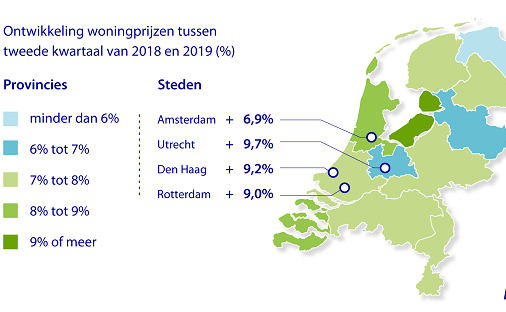 Ontwikkeling woningprijzen tussen
tweede kwartaal van 2018 en 2019 (%)
Provincies
minder dan 6%
6% tot 7%
7% tot 8%
8% tot 9%
9% of meer
Steden
Amsterdam + 6,9%
Utrecht + 9,7%
Den Haag + 9,2%
Rotterdam + 9,0%